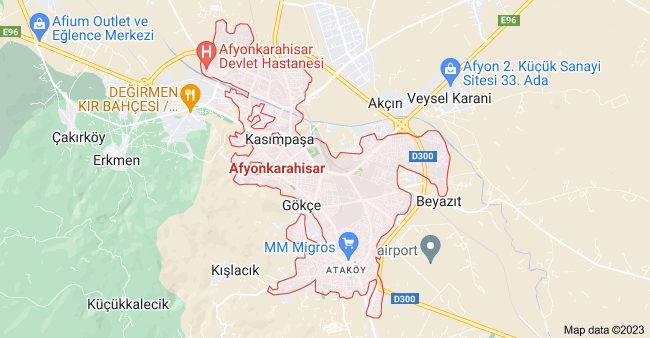 E96
Afium Outlet ve
Eğlence Merkezi
E96
Afyonkarahisar
Devlet Hastanesi
Afyon 2. Küçük Sanayi
Sitesi 33. Ada
DEĞİRMEN
KIR BAHÇESİ /...
Akçın
Veysel Karani
Çakırköy
Kasımpaşa
Erkmen
D300
Afyonkarahisar
Gökçe
Beyazıt
MM Migros
airport
Kışlacık
ATAKÖY
Küçükkalecik
D300
Map data ©2023